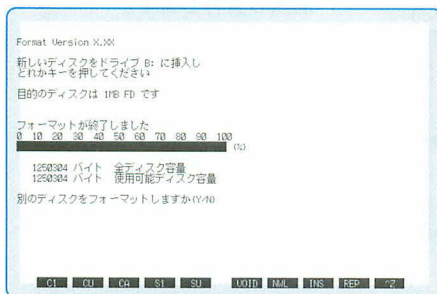 Format Version X.XX
新しいディスクをドライブ B: に挿入し
どれかキーを押してください
目的のディスクは 1MB FD です
フォーマットが終了しました
0 10 20 30 40 50 60 70 80 90 100
(%)
1250304 バイト 全ディスク容量
1250304 バイト 使用可能ディスク容量
別のディスクをフォーマットしますか(Y/N)
C1 CU CA S1 SU VOID NWL INS REP ^Z